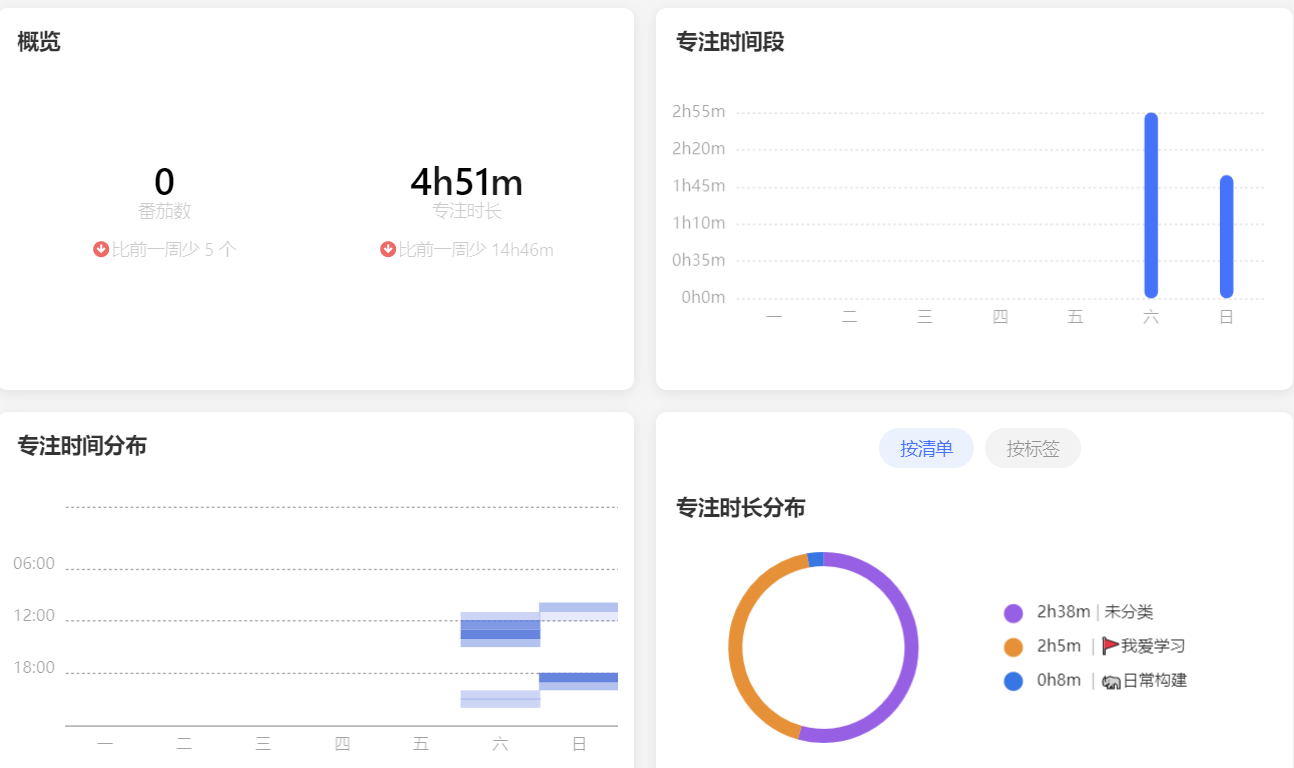 概览
0
番茄数
比前一周少 5 个
4h51m
专注时长
比前一周少 14h46m
专注时间段
2h55m
2h20m
1h45m
1h10m
0h35m
0h0m
一 二 三 四 五 六 日
专注时间分布
06:00
12:00
18:00
一 二 三 四 五 六 日
按清单 按标签
专注时长分布
2h38m | 未分类
2h5m | 🚩我爱学习
0h8m | 🐘日常构建